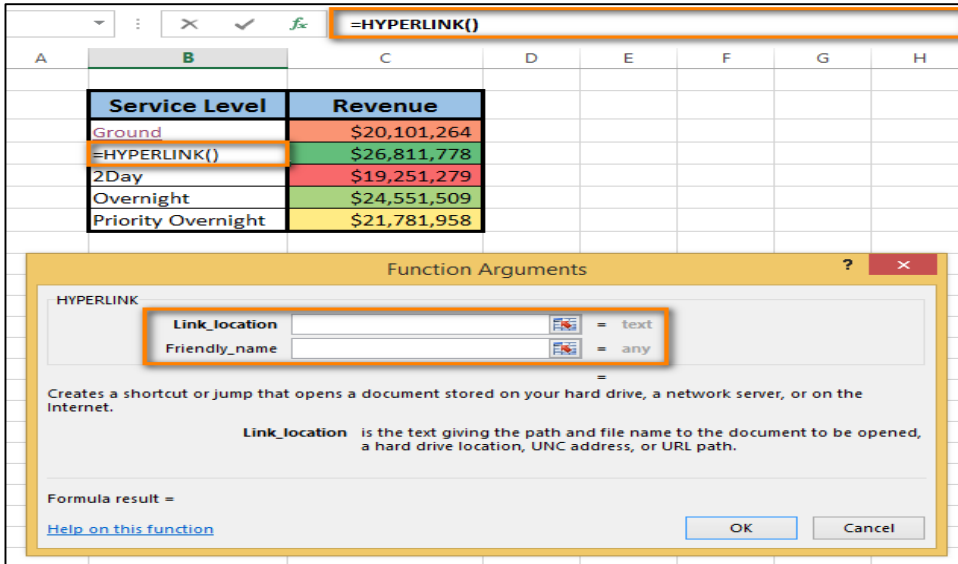 fx =HYPERLINK()
A B C D E F G H
Service Level Revenue
Ground $20,101,264
=HYPERLINK() $26,811,778
2Day $19,251,279
Overnight $24,551,509
Priority Overnight $21,781,958
Function Arguments ? ×
HYPERLINK
Link_location = text
Friendly_name = any
=
Creates a shortcut or jump that opens a document stored on your hard drive, a network server, or on the
Internet.
Link_location is the text giving the path and file name to the document to be opened,
a hard drive location, UNC address, or URL path.
Formula result =
Help on this function OK Cancel